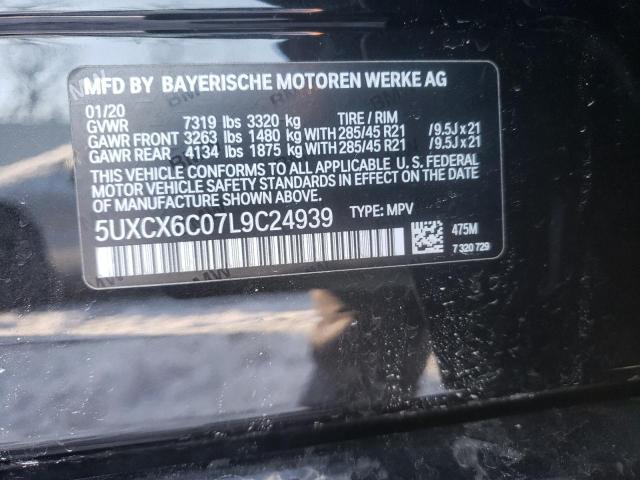 MFD BY BAYERISCHE MOTOREN WERKE AG
01/20
GVWR 7319 lbs 3320 kg TIRE / RIM
GAWR FRONT 3263 lbs 1480 kg WITH 285/45 R21 /9.5J x 21
GAWR REAR 4134 lbs 1875 kg WITH 285/45 R21 /9.5J x 21
THIS VEHICLE CONFORMS TO ALL APPLICABLE U. S. FEDERAL
MOTOR VEHICLE SAFETY STANDARDS IN EFFECT ON THE DATE
OF MANUFACTURE SHOWN ABOVE.
5UXCX6C07L9C24939 TYPE: MPV
475M
7 320 729